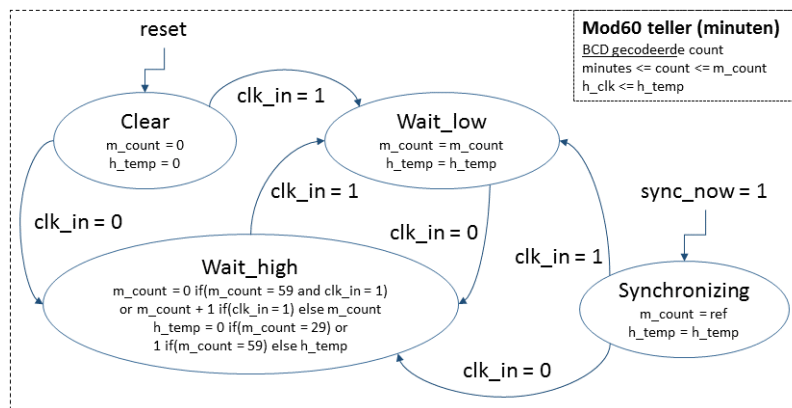 reset
Mod60 teller (minuten)
BCD gecodeerde count
minutes <= count <= m_count
h_clk <= h_temp
clk_in = 1
Clear
m_count = 0
h_temp = 0
Wait_low
m_count = m_count
h_temp = h_temp
clk_in = 1
sync_now = 1
clk_in = 0
clk_in = 0
clk_in = 1
Wait_high
m_count = 0 if(m_count = 59 and clk_in = 1)
or m_count + 1 if(clk_in = 1) else m_count
h_temp = 0 if(m_count = 29) or
1 if(m_count = 59) else h_temp
Synchronizing
m_count = ref
h_temp = h_temp
clk_in = 0